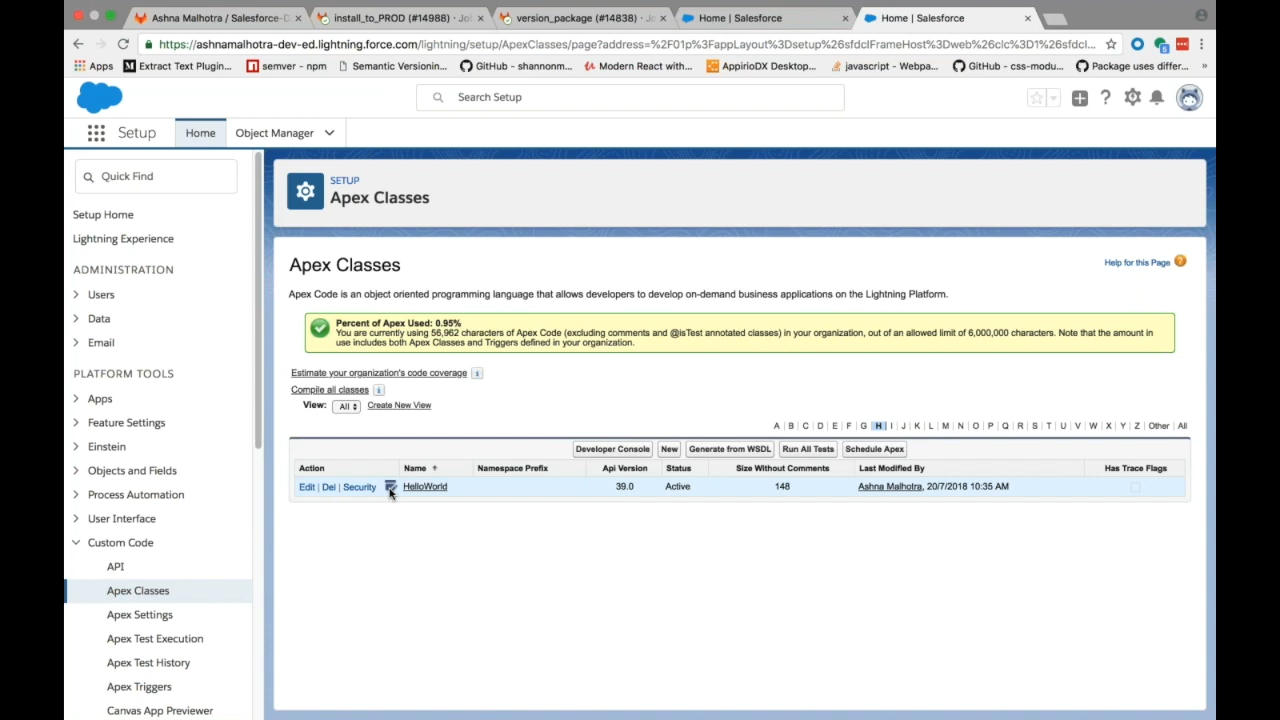 Ashna Malhotra / Salesforce-D
install_to_PROD (#14988) · Jo
version_package (#14838) · Jo
Home | Salesforce
Home | Salesforce
https://ashnamalhotra-dev-ed.lightning.force.com/lightning/setup/ApexClasses/page?address=%2F01p%3FappLayout%3Dsetup%26sfdcIFrameHost%3Dweb%26clc%3D1%26sfdcI...
Apps
Extract Text Plugin...
semver - npm
Semantic Versionin...
GitHub - shannonm...
Modern React with...
AppirioDX Desktop...
javascript - Webpa...
GitHub - css-modu...
Package uses differ...
»
Search Setup
Setup
Home
Object Manager
Quick Find
Setup Home
Lightning Experience
ADMINISTRATION
Users
Data
Email
PLATFORM TOOLS
Apps
Feature Settings
Einstein
Objects and Fields
Process Automation
User Interface
Custom Code
API
Apex Classes
Apex Settings
Apex Test Execution
Apex Test History
Apex Triggers
Canvas App Previewer
SETUP
Apex Classes
Apex Classes
Help for this Page
Apex Code is an object oriented programming language that allows developers to develop on-demand business applications on the Lightning Platform.
Percent of Apex Used: 0.95%
You are currently using 56,962 characters of Apex Code (excluding comments and @isTest annotated classes) in your organization, out of an allowed limit of 6,000,000 characters. Note that the amount in
use includes both Apex Classes and Triggers defined in your organization.
Estimate your organization's code coverage i
Compile all classes i
View: All Create New View
A | B | C | D | E | F | G | H | I | J | K | L | M | N | O | P | Q | R | S | T | U | V | W | X | Y | Z | Other | All
Developer Console New Generate from WSDL Run All Tests Schedule Apex
Action Name Namespace Prefix Api Version Status Size Without Comments Last Modified By Has Trace Flags
Edit | Del | Security HelloWorld 39.0 Active 148 Ashna Malhotra, 20/7/2018 10:35 AM